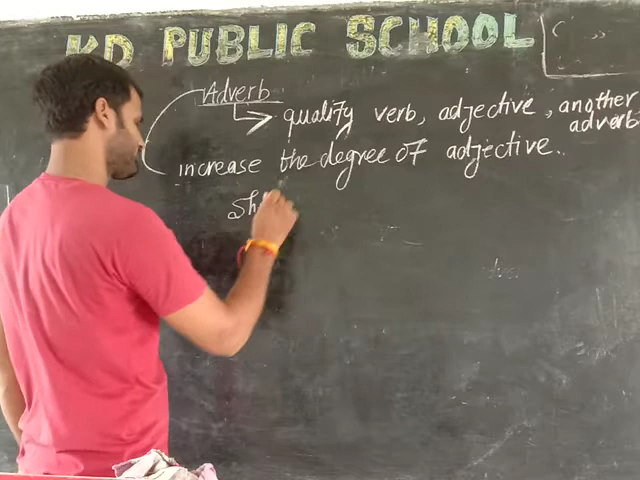 KD PUBLIC SCHOOL
Adverb
qualify verb, adjective, another
adverb
increase the degree of adjective..
Sh